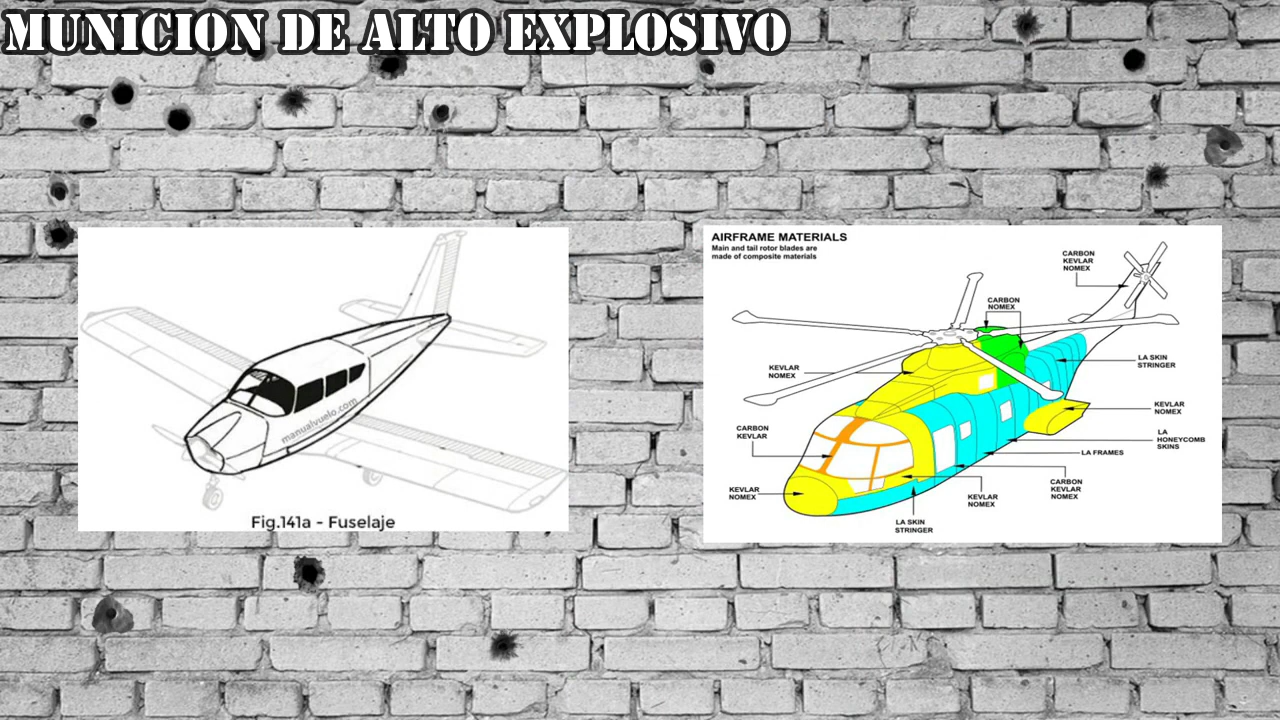 MUNICION DE ALTO EXPLOSIVO
manualvuelo.com
Fig.141a - Fuselaje
AIRFRAME MATERIALS
Main and tail rotor blades are
made of composite materials
CARBON
KEVLAR
NOMEX
CARBON
NOMEX
LA SKIN
STRINGER
KEVLAR
NOMEX
KEVLAR
NOMEX
CARBON
KEVLAR
LA
HONEYCOMB
SKINS
LA FRAMES
KEVLAR
NOMEX
KEVLAR
NOMEX
CARBON
KEVLAR
NOMEX
LA SKIN
STRINGER